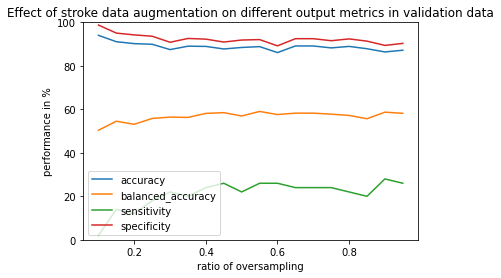 Effect of stroke data augmentation on different output metrics in validation data
100
80
60
40
20
0
performance in %
accuracy
balanced_accuracy
sensitivity
specificity
0.2 0.4 0.6 0.8
ratio of oversampling